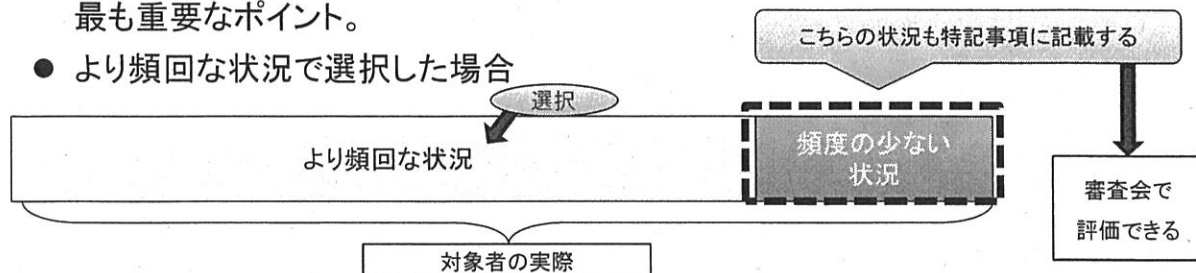 最も重要なポイント。
● より頻回な状況で選択した場合
こちらの状況も特記事項に記載する
選択
より頻回な状況
頻度の少ない
状況
審査会で
評価できる
対象者の実際